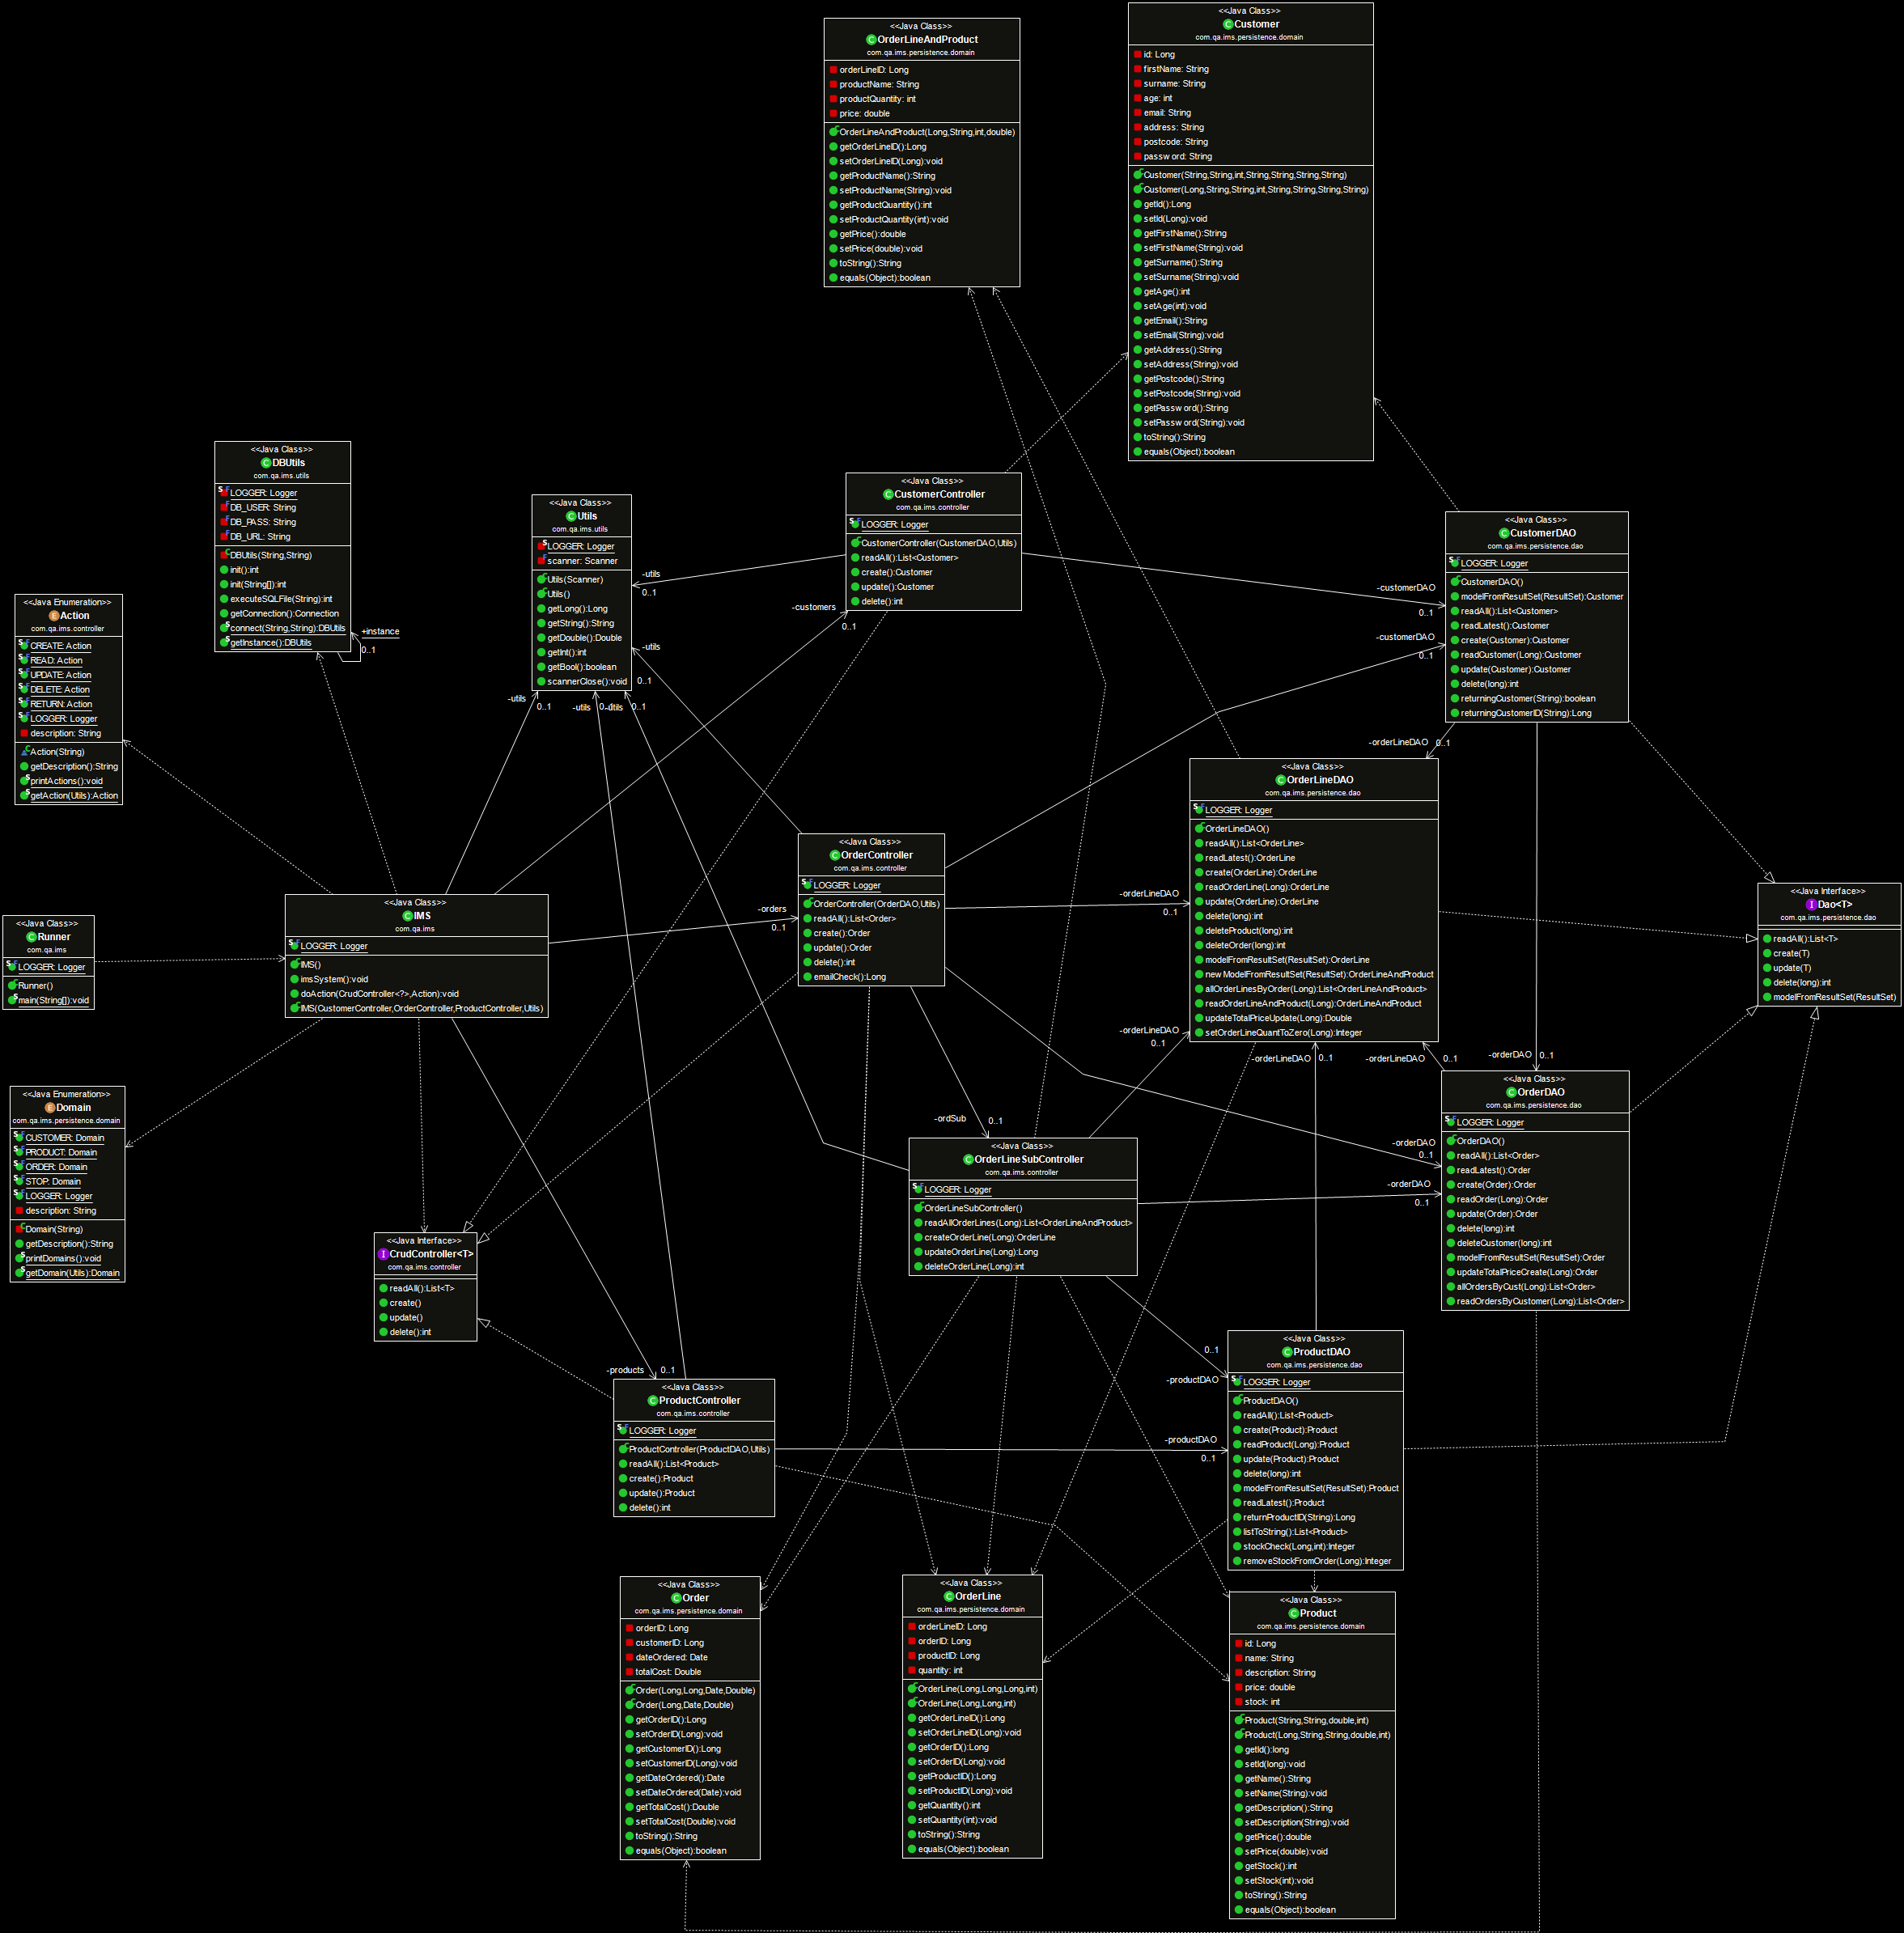 <<Java Class>>
OrderLineAndProduct
com.qa.ims.persistence.domain
orderLineID: Long
productName: String
productQuantity: int
price: double
OrderLineAndProduct(Long,String,int,double)
getOrderLineID():Long
setOrderLineID(Long):void
getProductName():String
setProductName(String):void
getProductQuantity():int
setProductQuantity(int):void
getPrice():double
setPrice(double):void
toString():String
equals(Object):boolean
<<Java Class>>
Customer
com.qa.ims.persistence.domain
id: Long
firstName: String
surname: String
age: int
email: String
address: String
postcode: String
passw ord: String
Customer(String,String,int,String,String,String,String)
Customer(Long,String,String,int,String,String,String,String)
getId():Long
setId(Long):void
getFirstName():String
setFirstName(String):void
getSurname():String
setSurname(String):void
getAge():int
setAge(int):void
getEmail():String
setEmail(String):void
getAddress():String
setAddress(String):void
getPostcode():String
setPostcode(String):void
getPassw ord():String
setPassw ord(String):void
toString():String
equals(Object):boolean
<<Java Class>>
DBUtils
com.qa.ims.utils
LOGGER: Logger
DB_USER: String
DB_PASS: String
DB_URL: String
DBUtils(String,String)
init():int
init(String[]):int
executeSQLFile(String):int
getConnection():Connection
connect(String,String):DBUtils
getInstance():DBUtils
+instance
0..1
<<Java Class>>
Utils
com.qa.ims.utils
LOGGER: Logger
scanner: Scanner
Utils(Scanner)
Utils()
getLong():Long
getString():String
getDouble():Double
getInt():int
getBool():boolean
scannerClose():void
-utils
0..1
-utils
0..1
-utils
0..1
-utils
0..1
-utils
0..1
<<Java Class>>
CustomerController
com.qa.ims.controller
LOGGER: Logger
CustomerController(CustomerDAO,Utils)
readAll():List<Customer>
create():Customer
update():Customer
delete():int
-customers
0..1
<<Java Class>>
CustomerDAO
com.qa.ims.persistence.dao
LOGGER: Logger
CustomerDAO()
modelFromResultSet(ResultSet):Customer
readAll():List<Customer>
readLatest():Customer
create(Customer):Customer
readCustomer(Long):Customer
update(Customer):Customer
delete(long):int
returningCustomer(String):boolean
returningCustomerID(String):Long
-customerDAO
0..1
-customerDAO
0..1
<<Java Enumeration>>
Action
com.qa.ims.controller
CREATE: Action
READ: Action
UPDATE: Action
DELETE: Action
RETURN: Action
LOGGER: Logger
description: String
Action(String)
getDescription():String
printActions():void
getAction(Utils):Action
-orderLineDAO
0..1
<<Java Class>>
OrderLineDAO
com.qa.ims.persistence.dao
LOGGER: Logger
OrderLineDAO()
readAll():List<OrderLine>
readLatest():OrderLine
create(OrderLine):OrderLine
readOrderLine(Long):OrderLine
update(OrderLine):OrderLine
delete(long):int
deleteProduct(long):int
deleteOrder(long):int
modelFromResultSet(ResultSet):OrderLine
new ModelFromResultSet(ResultSet):OrderLineAndProduct
allOrderLinesByOrder(Long):List<OrderLineAndProduct>
readOrderLineAndProduct(Long):OrderLineAndProduct
updateTotalPriceUpdate(Long):Double
setOrderLineQuantToZero(Long):Integer
<<Java Class>>
OrderController
com.qa.ims.controller
LOGGER: Logger
OrderController(OrderDAO,Utils)
readAll():List<Order>
create():Order
update():Order
delete():int
emailCheck():Long
-orders
0..1
-orderLineDAO
0..1
<<Java Interface>>
Dao<T>
com.qa.ims.persistence.dao
readAll():List<T>
create(T)
update(T)
delete(long):int
modelFromResultSet(ResultSet)
<<Java Class>>
Runner
com.qa.ims
LOGGER: Logger
Runner()
main(String[]):void
<<Java Class>>
IMS
com.qa.ims
LOGGER: Logger
IMS()
imsSystem():void
doAction(CrudController<?>,Action):void
IMS(CustomerController,OrderController,ProductController,Utils)
-orderLineDAO
0..1
-orderLineDAO
0..1
-orderLineDAO
0..1
-orderDAO
0..1
<<Java Class>>
OrderDAO
com.qa.ims.persistence.dao
LOGGER: Logger
OrderDAO()
readAll():List<Order>
readLatest():Order
create(Order):Order
readOrder(Long):Order
update(Order):Order
delete(long):int
deleteCustomer(long):int
modelFromResultSet(ResultSet):Order
updateTotalPriceCreate(Long):Order
allOrdersByCust(Long):List<Order>
readOrdersByCustomer(Long):List<Order>
<<Java Enumeration>>
Domain
com.qa.ims.persistence.domain
CUSTOMER: Domain
PRODUCT: Domain
ORDER: Domain
STOP: Domain
LOGGER: Logger
description: String
Domain(String)
getDescription():String
printDomains():void
getDomain(Utils):Domain
-ordSub
0..1
<<Java Class>>
OrderLineSubController
com.qa.ims.controller
LOGGER: Logger
OrderLineSubController()
readAllOrderLines(Long):List<OrderLineAndProduct>
createOrderLine(Long):OrderLine
updateOrderLine(Long):Long
deleteOrderLine(Long):int
-orderDAO
0..1
-orderDAO
0..1
<<Java Interface>>
CrudController<T>
com.qa.ims.controller
readAll():List<T>
create()
update()
delete():int
-products
0..1
<<Java Class>>
ProductController
com.qa.ims.controller
LOGGER: Logger
ProductController(ProductDAO,Utils)
readAll():List<Product>
create():Product
update():Product
delete():int
0..1
-productDAO
-productDAO
0..1
<<Java Class>>
ProductDAO
com.qa.ims.persistence.dao
LOGGER: Logger
ProductDAO()
readAll():List<Product>
create(Product):Product
readProduct(Long):Product
update(Product):Product
delete(long):int
modelFromResultSet(ResultSet):Product
readLatest():Product
returnProductID(String):Long
listToString():List<Product>
stockCheck(Long,int):Integer
removeStockFromOrder(Long):Integer
<<Java Class>>
Order
com.qa.ims.persistence.domain
orderID: Long
customerID: Long
dateOrdered: Date
totalCost: Double
Order(Long,Long,Date,Double)
Order(Long,Date,Double)
getOrderID():Long
setOrderID(Long):void
getCustomerID():Long
setCustomerID(Long):void
getDateOrdered():Date
setDateOrdered(Date):void
getTotalCost():Double
setTotalCost(Double):void
toString():String
equals(Object):boolean
<<Java Class>>
OrderLine
com.qa.ims.persistence.domain
orderLineID: Long
orderID: Long
productID: Long
quantity: int
OrderLine(Long,Long,Long,int)
OrderLine(Long,Long,int)
getOrderLineID():Long
setOrderLineID(Long):void
getOrderID():Long
setOrderID(Long):void
getProductID():Long
setProductID(Long):void
getQuantity():int
setQuantity(int):void
toString():String
equals(Object):boolean
<<Java Class>>
Product
com.qa.ims.persistence.domain
id: Long
name: String
description: String
price: double
stock: int
Product(String,String,double,int)
Product(Long,String,String,double,int)
getId():long
setId(long):void
getName():String
setName(String):void
getDescription():String
setDescription(String):void
getPrice():double
setPrice(double):void
getStock():int
setStock(int):void
toString():String
equals(Object):boolean